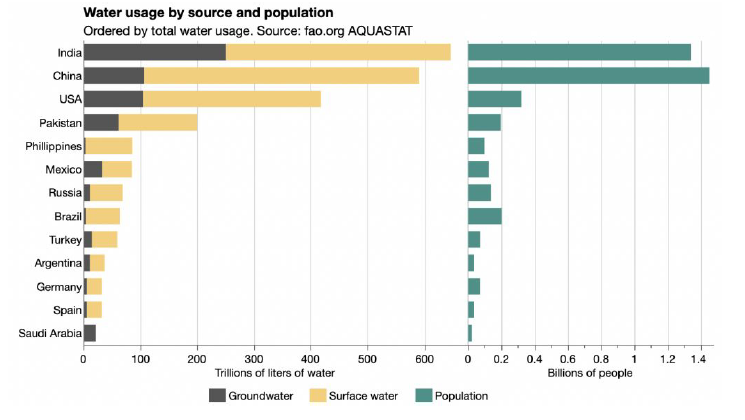 Water usage by source and population
Ordered by total water usage. Source: fao.org AQUASTAT
India
China
USA
Pakistan
Phillippines
Mexico
Russia
Brazil
Turkey
Argentina
Germany
Spain
Saudi Arabia
0 100 200 300 400 500 600 0 0.2 0.4 0.6 0.8 1 1.2 1.4
Trillions of liters of water Billions of people
Groundwater Surface water Population